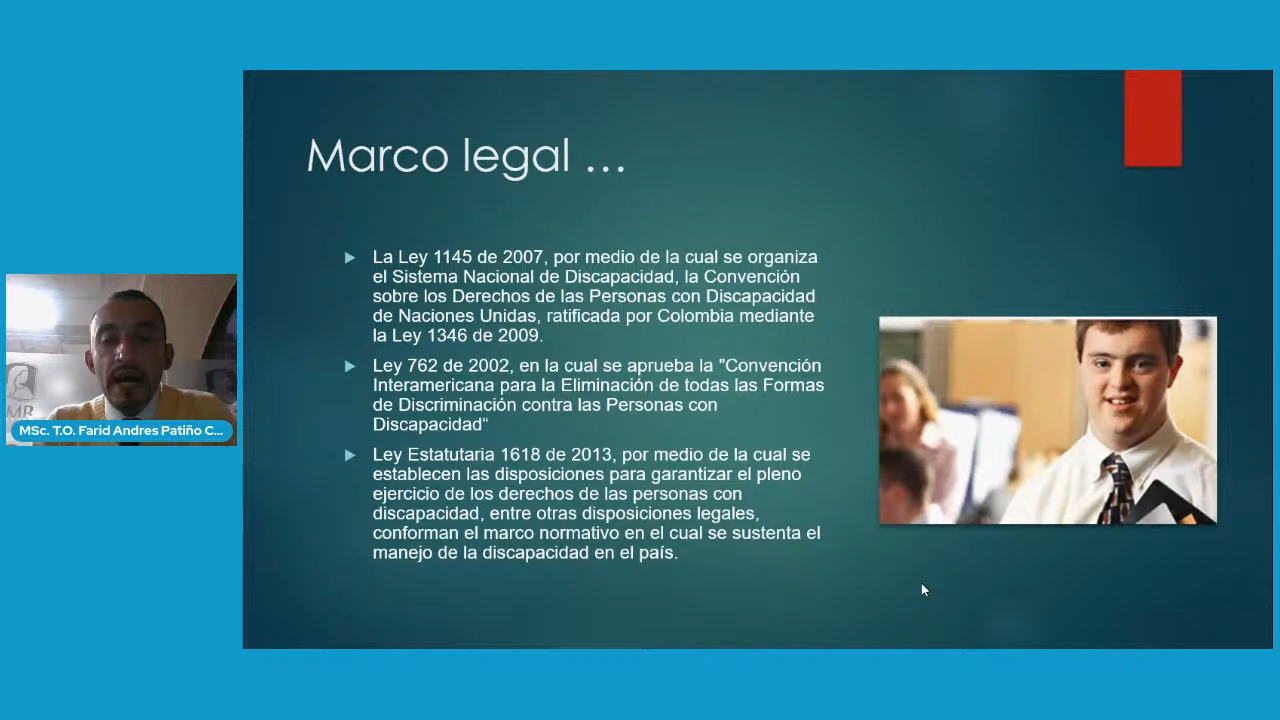 Marco legal …
La Ley 1145 de 2007, por medio de la cual se organiza
el Sistema Nacional de Discapacidad, la Convención
sobre los Derechos de las Personas con Discapacidad
de Naciones Unidas, ratificada por Colombia mediante
la Ley 1346 de 2009.
Ley 762 de 2002, en la cual se aprueba la "Convención
Interamericana para la Eliminación de todas las Formas
de Discriminación contra las Personas con
Discapacidad“
Ley Estatutaria 1618 de 2013, por medio de la cual se
establecen las disposiciones para garantizar el pleno
ejercicio de los derechos de las personas con
discapacidad, entre otras disposiciones legales,
conforman el marco normativo en el cual se sustenta el
manejo de la discapacidad en el país.
MSc. T.O. Farid Andres Patiño C...